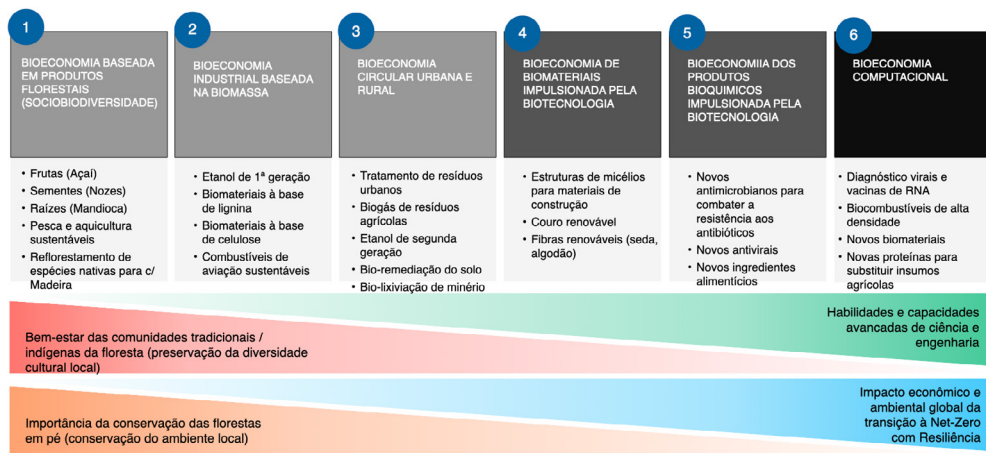 1
BIOECONOMIA BASEADA
EM PRODUTOS
FLORESTAIS
(SOCIOBIODIVERSIDADE)
• Frutas (Açaí)
• Sementes (Nozes)
• Raízes (Mandioca)
• Pesca e aquicultura
sustentáveis
• Reflorestamento de
espécies nativas para c/
Madeira
2
BIOECONOMIA
INDUSTRIAL BASEADA
NA BIOMASSA
• Etanol de 1ª geração
• Biomateriais à base
de lignina
• Biomateriais à base
de celulose
• Combustíveis de
aviação sustentáveis
3
BIOECONOMIA
CIRCULAR URBANA E
RURAL
• Tratamento de resíduos
urbanos
• Biogás de resíduos
agrícolas
• Etanol de segunda
geração
• Bio-remediação do solo
• Bio-lixiviação de minério
4
BIOECONOMIA DE
BIOMATERIAIS
IMPULSIONADA PELA
BIOTECNOLOGIA
• Estruturas de micélios
para materiais de
construção
• Couro renovável
• Fibras renováveis (seda,
algodão)
5
BIOECONOMIA DOS
PRODUTOS
BIOQUIMICOS
IMPULSIONADA PELA
BIOTECNOLOGIA
• Novos
antimicrobianos para
combater a
resistência aos
antibióticos
• Novos antivirais
• Novos ingredientes
alimentícios
6
BIOECONOMIA
COMPUTACIONAL
• Diagnóstico virais e
vacinas de RNA
• Biocombustíveis de alta
densidade
• Novos biomateriais
• Novas proteínas para
substituir insumos
agrícolas
Habilidades e capacidades
avancadas de ciência e
engenharia
Bem-estar das comunidades tradicionais /
indígenas da floresta (preservação da diversidade
cultural local)
Impacto econômico e
ambiental global da
transição à Net-Zero
com Resiliência
Importância da conservação das florestas
em pé (conservação do ambiente local)